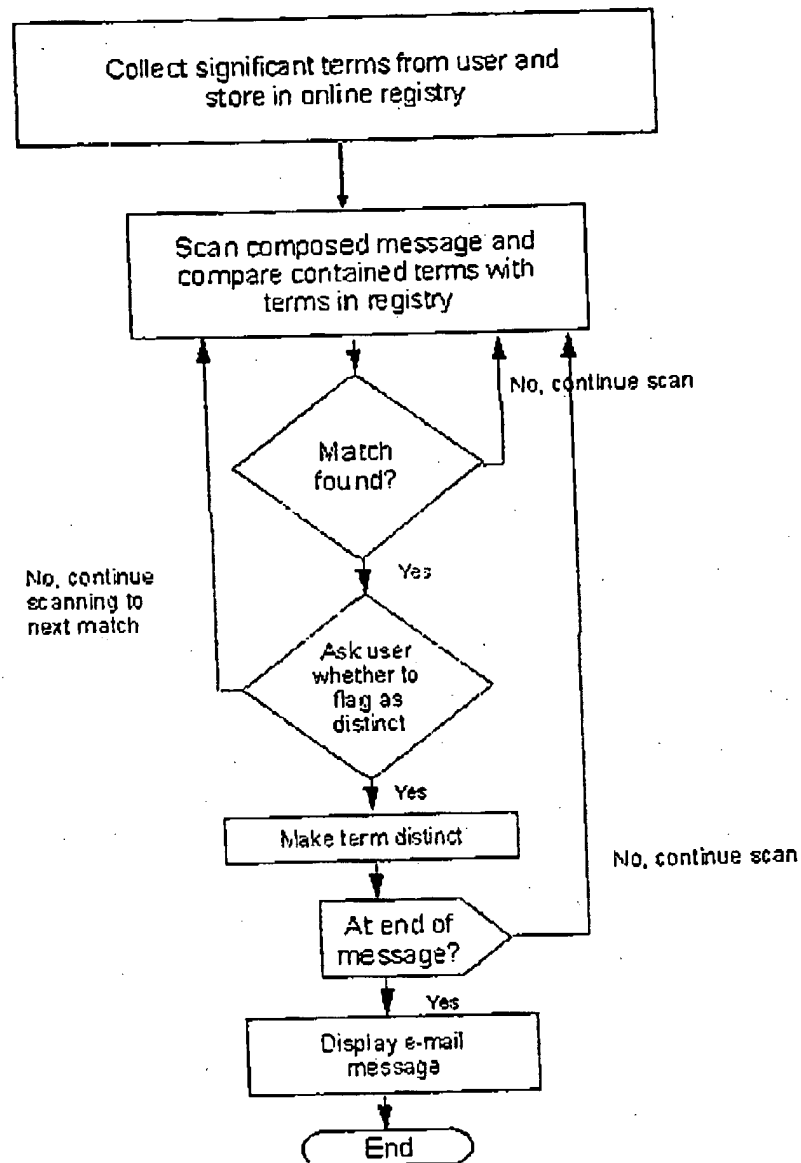 Collect significant terms from user and
store in online registry
Scan composed message and
compare contained terms with
terms in registry
No, continue scan
Match
found?
Yes
No, continue
scanning to
next match
Ask user
whether to
flag as
distinct
Yes
Make term distinct
No, continue scan
At end of
message?
Yes
Display e-mail
message
End